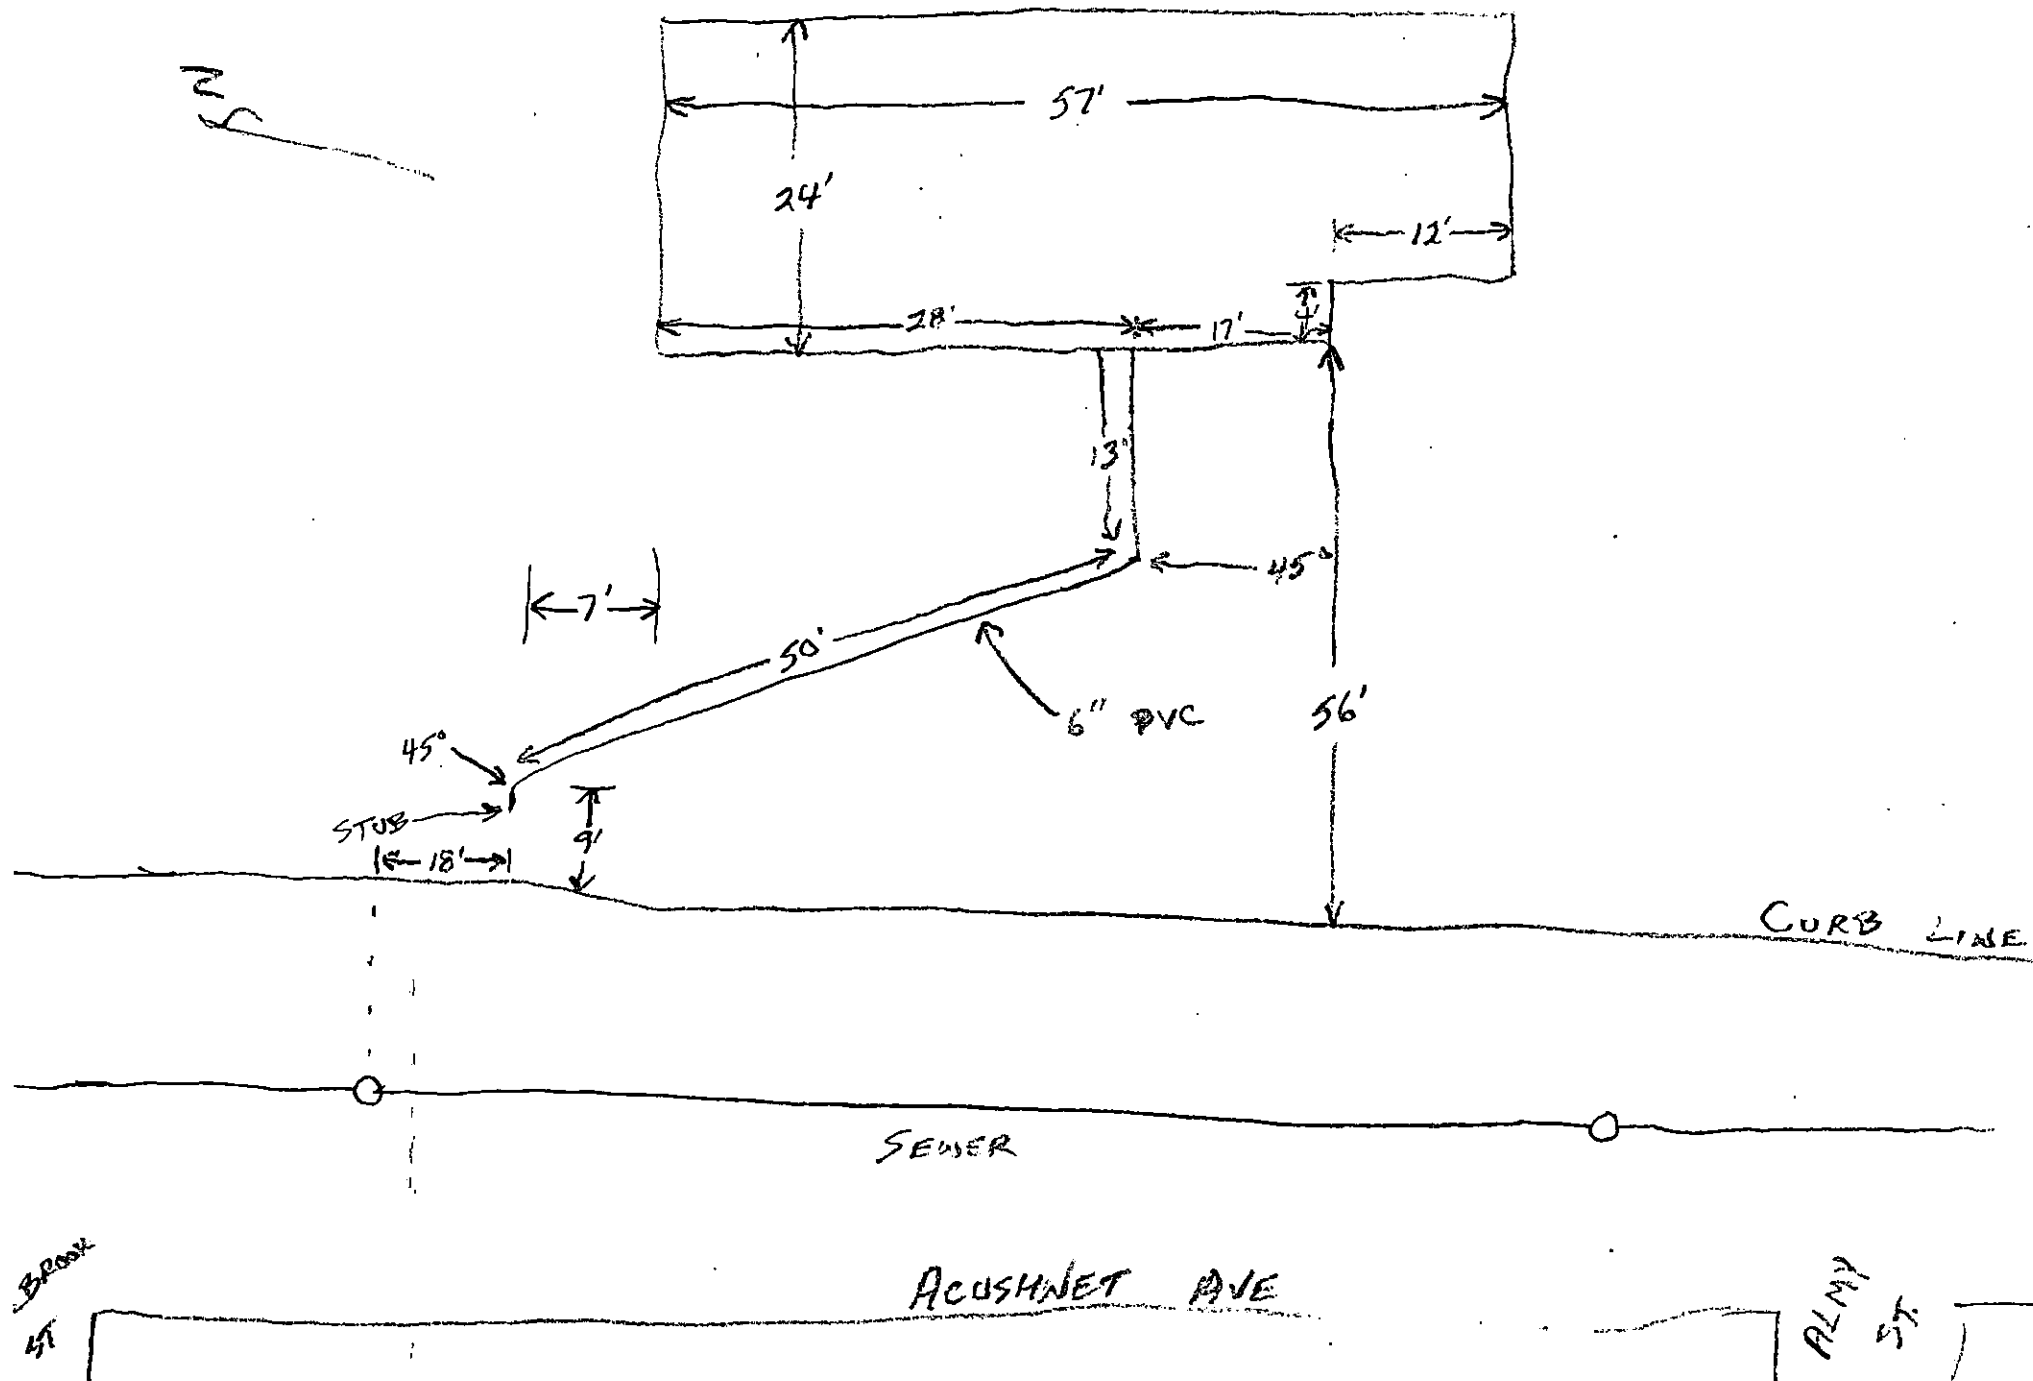 N
57'
24'
12'
28'
17'
4'
13'
45°
7'
50'
6" PVC
56'
45°
STUB
9'
18'
CURB LINE
SEWER
BROOK ST
ACUSHNET AVE
ALMY ST.